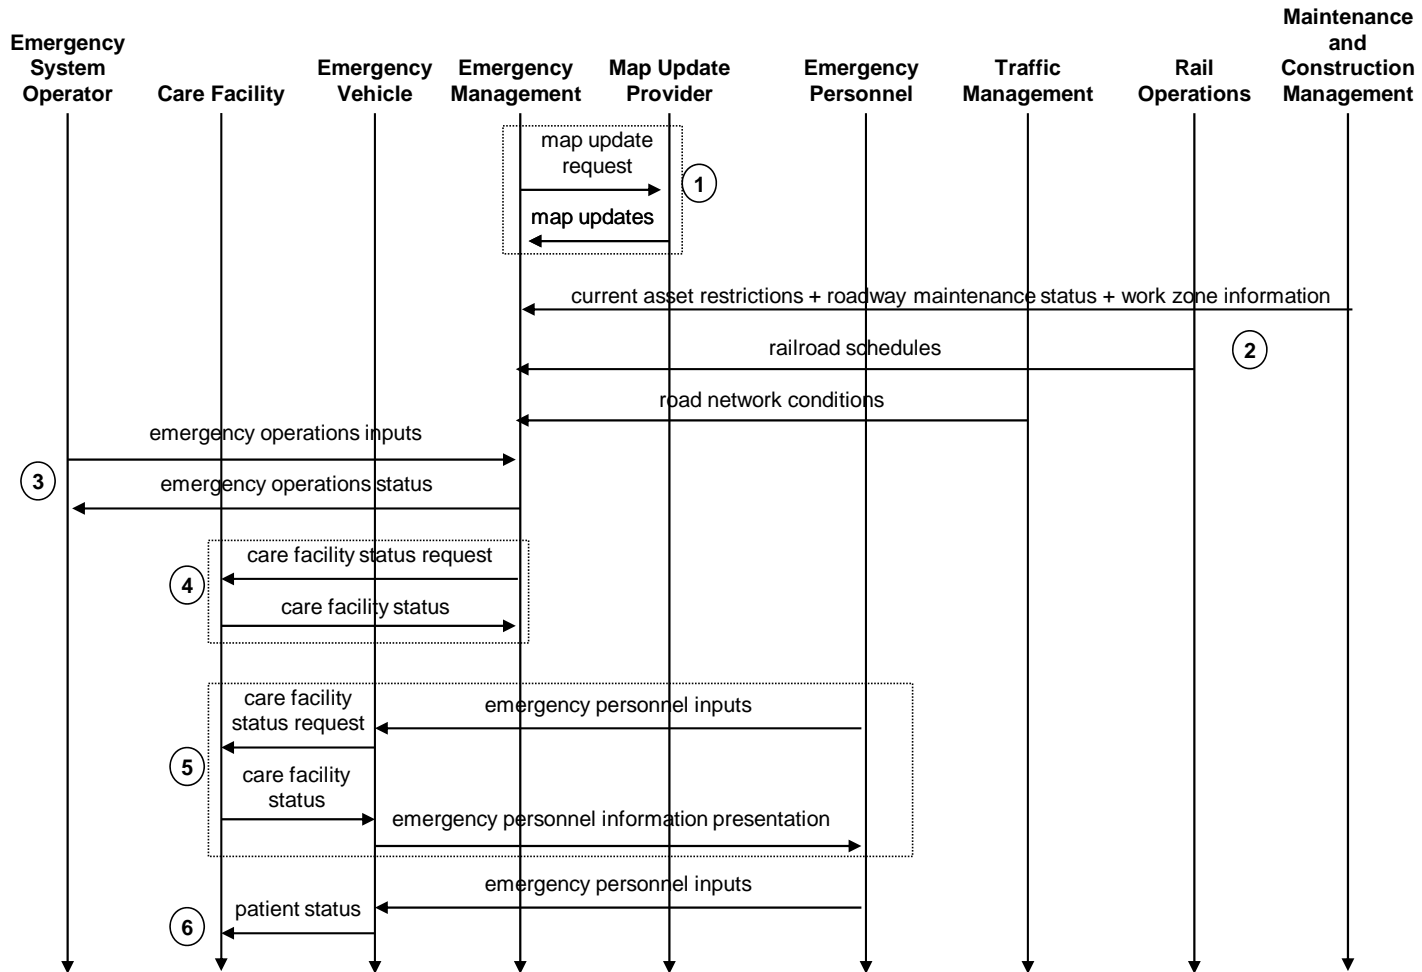 Emergency
System
Operator
Care Facility
Emergency
Vehicle
Emergency
Management
Map Update
Provider
Emergency
Personnel
Traffic
Management
Rail
Operations
Maintenance
and
Construction
Management
map update
request
1
map updates
current asset restrictions + roadway maintenance status + work zone information
railroad schedules
2
road network conditions
emergency operations inputs
3
emergency operations status
care facility status request
4
care facility status
care facility
status request
emergency personnel inputs
5
care facility
status
emergency personnel information presentation
emergency personnel inputs
patient status
6